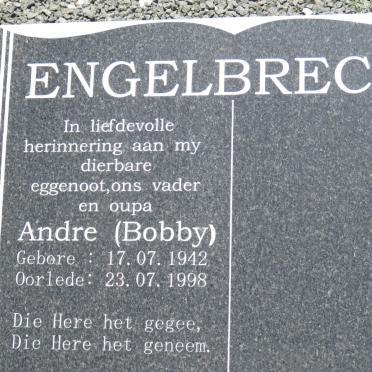 ENGELBREC
In liefdevolle
herinnering aan my
dierbare
eggenoot,ons vader
en oupa
Andre (Bobby)
Gebore : 17.07.1942
Oorlede: 23.07.1998
Die Here het gegee,
Die Here het geneem.